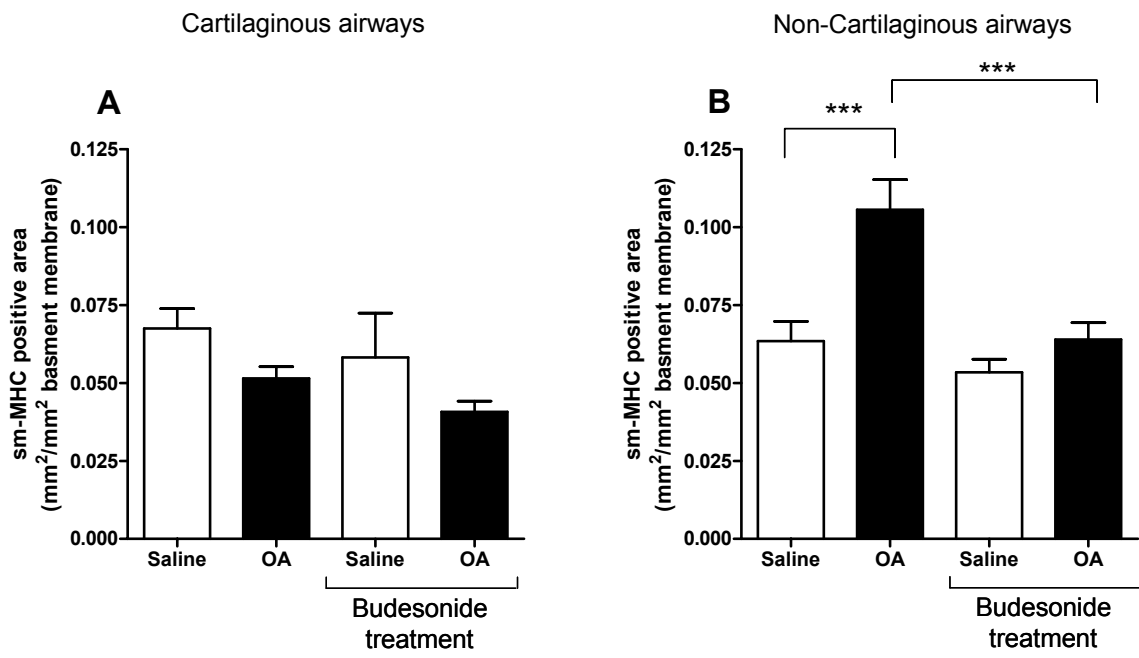 Cartilaginous airways
A
sm-MHC positive area
(mm²/mm² basment membrane)
0.125
0.100
0.075
0.050
0.025
0.000
Saline
OA
Saline
OA
Budesonide
treatment
Non-Cartilaginous airways
B
***
***
sm-MHC positive area
(mm²/mm² basment membrane)
0.125
0.100
0.075
0.050
0.025
0.000
Saline
OA
Saline
OA
Budesonide
treatment